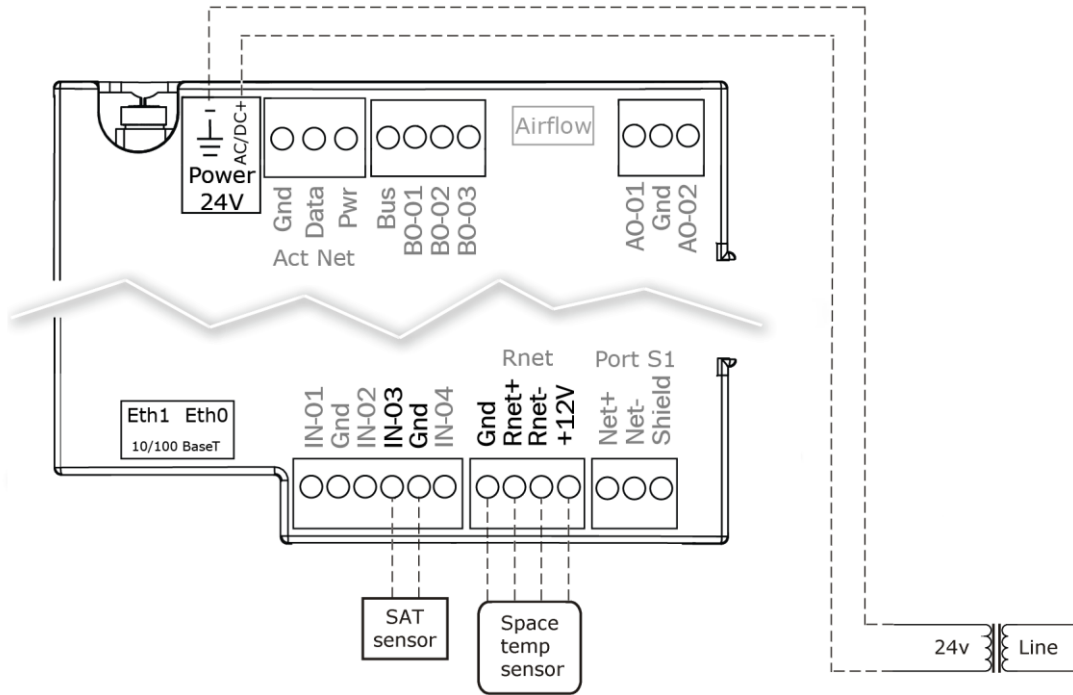 -
AC/DC+
Power
24V
Gnd
Data
Pwr
Act Net
Bus
BO-01
BO-02
BO-03
Airflow
AO-01
Gnd
AO-02
Eth1 Eth0
10/100 BaseT
IN-01
Gnd
IN-02
IN-03
Gnd
IN-04
Rnet
Gnd
Rnet+
Rnet-
+12V
Port S1
Net+
Net-
Shield
SAT
sensor
Space
temp
sensor
24v
Line